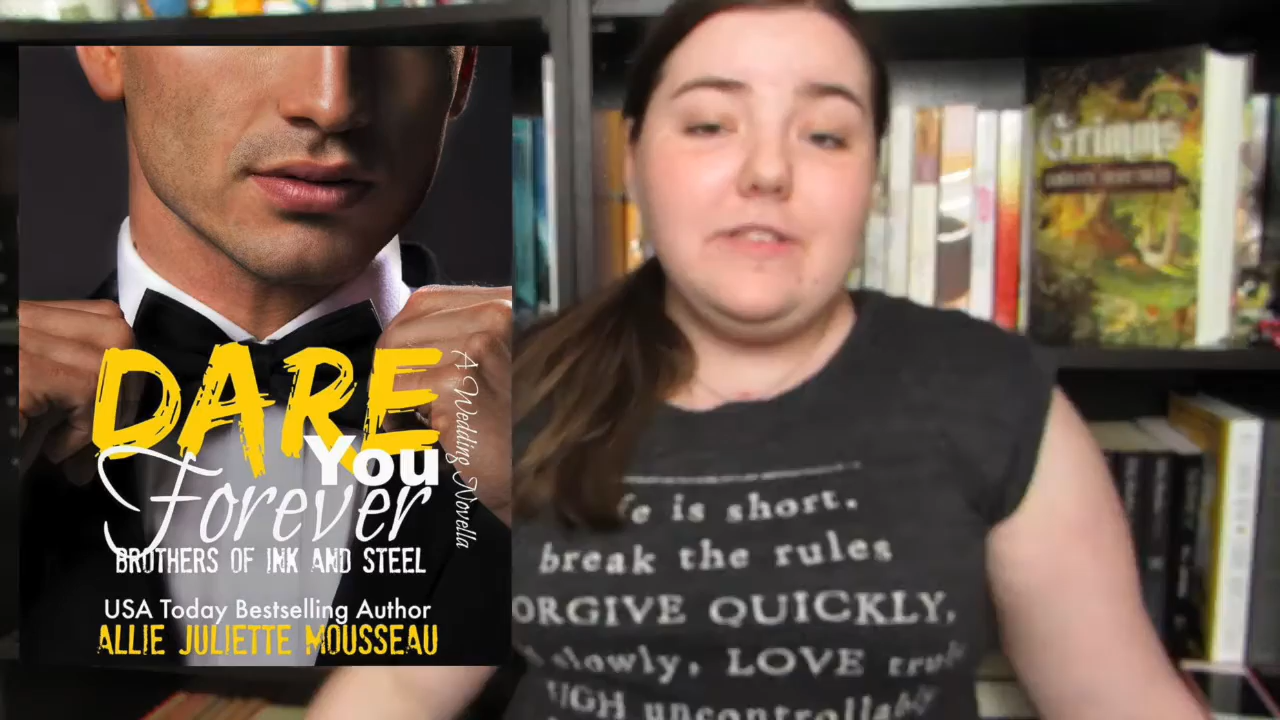 DARE
You
Forever
A Wedding Novella
BROTHERS OF INK AND STEEL
USA Today Bestselling Author
ALLIE JULIETTE MOUSSEAU
Grimms
is short.
break the rules
QUICKLY,
slowly, LOVE
uncontrollably